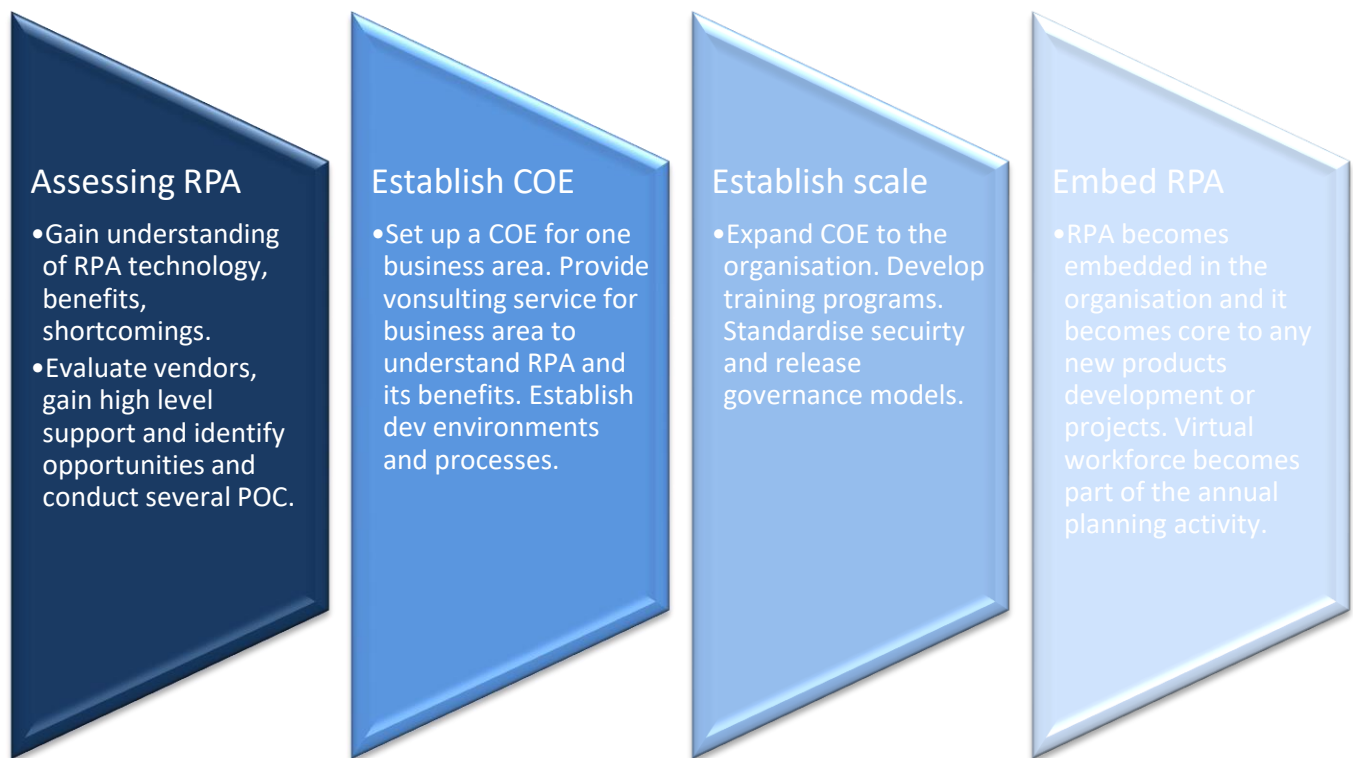 Assessing RPA
•Gain understanding
of RPA technology,
benefits,
shortcomings.
•Evaluate vendors,
gain high level
support and identify
opportunities and
conduct several POC.
Establish COE
•Set up a COE for one
business area. Provide
vonsulting service for
business area to
understand RPA and
its benefits. Establish
dev environments
and processes.
Establish scale
•Expand COE to the
organisation. Develop
training programs.
Standardise secuirty
and release
governance models.
Embed RPA
•RPA becomes
embedded in the
organisation and it
becomes core to any
new products
development or
projects. Virtual
workforce becomes
part of the annual
planning activity.